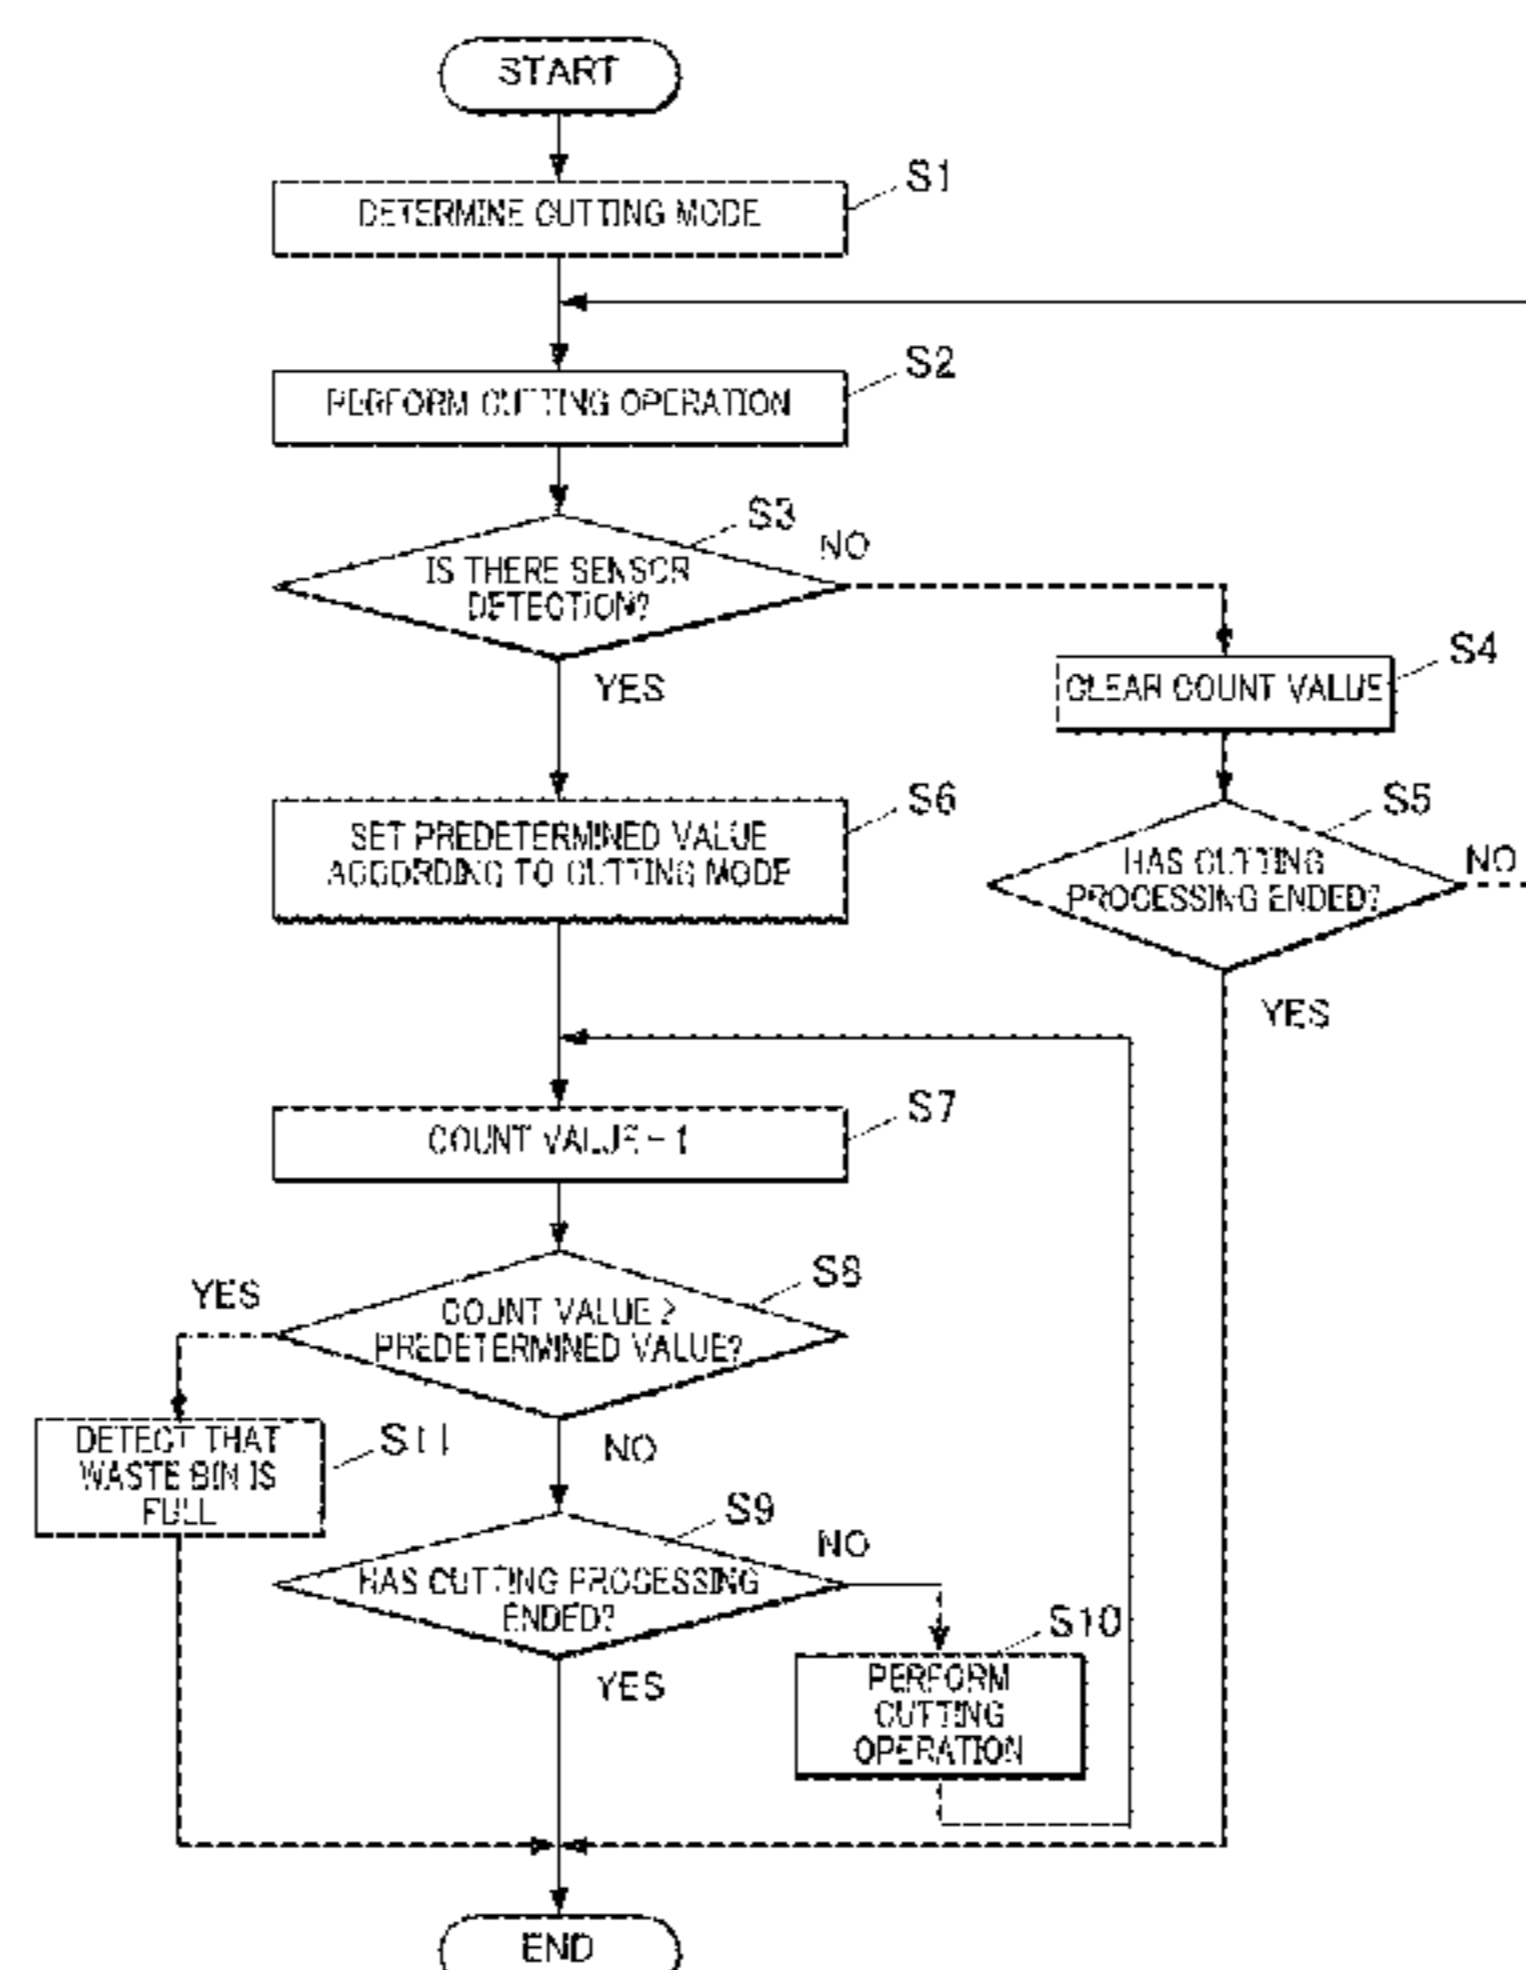 START
S1
DETERMINE CUTTING MODE
S2
PERFORM CUTTING OPERATION
S3
NO
IS THERE SENSOR
DETECTION?
YES
S4
CLEAR COUNT VALUE
S6
SET PREDETERMINED VALUE
ACCORDING TO CUTTING MODE
S5
HAS CUTTING
PROCESSING ENDED?
NO
YES
S7
COUNT VALUE
S8
YES
COUNT VALUE
PREDETERMINED VALUE?
S11
DETECT THAT
WASTE BIN IS
FULL
NO
S9
NO
HAS CUTTING PROCESSING
ENDED?
S10
YES
PERFORM
CUTTING
OPERATION
END